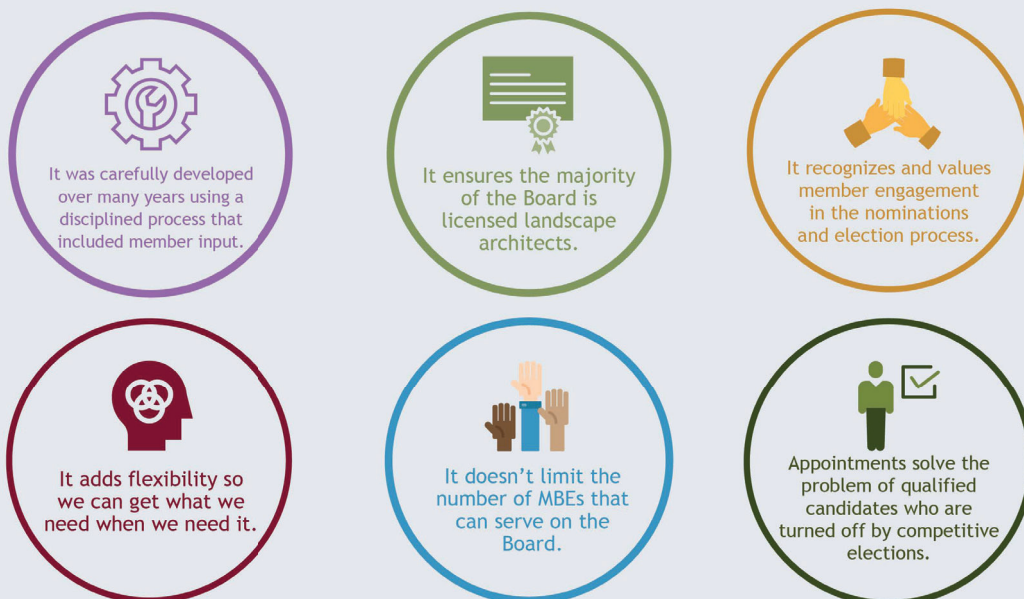 It was carefully developed
over many years using a
disciplined process that
included member input.
It ensures the majority
of the Board is
licensed landscape
architects.
It recognizes and values
member engagement
in the nominations
and election process.
It adds flexibility so
we can get what we
need when we need it.
It doesn’t limit the
number of MBEs that
can serve on the
Board.
Appointments solve the
problem of qualified
candidates who are
turned off by competitive
elections.